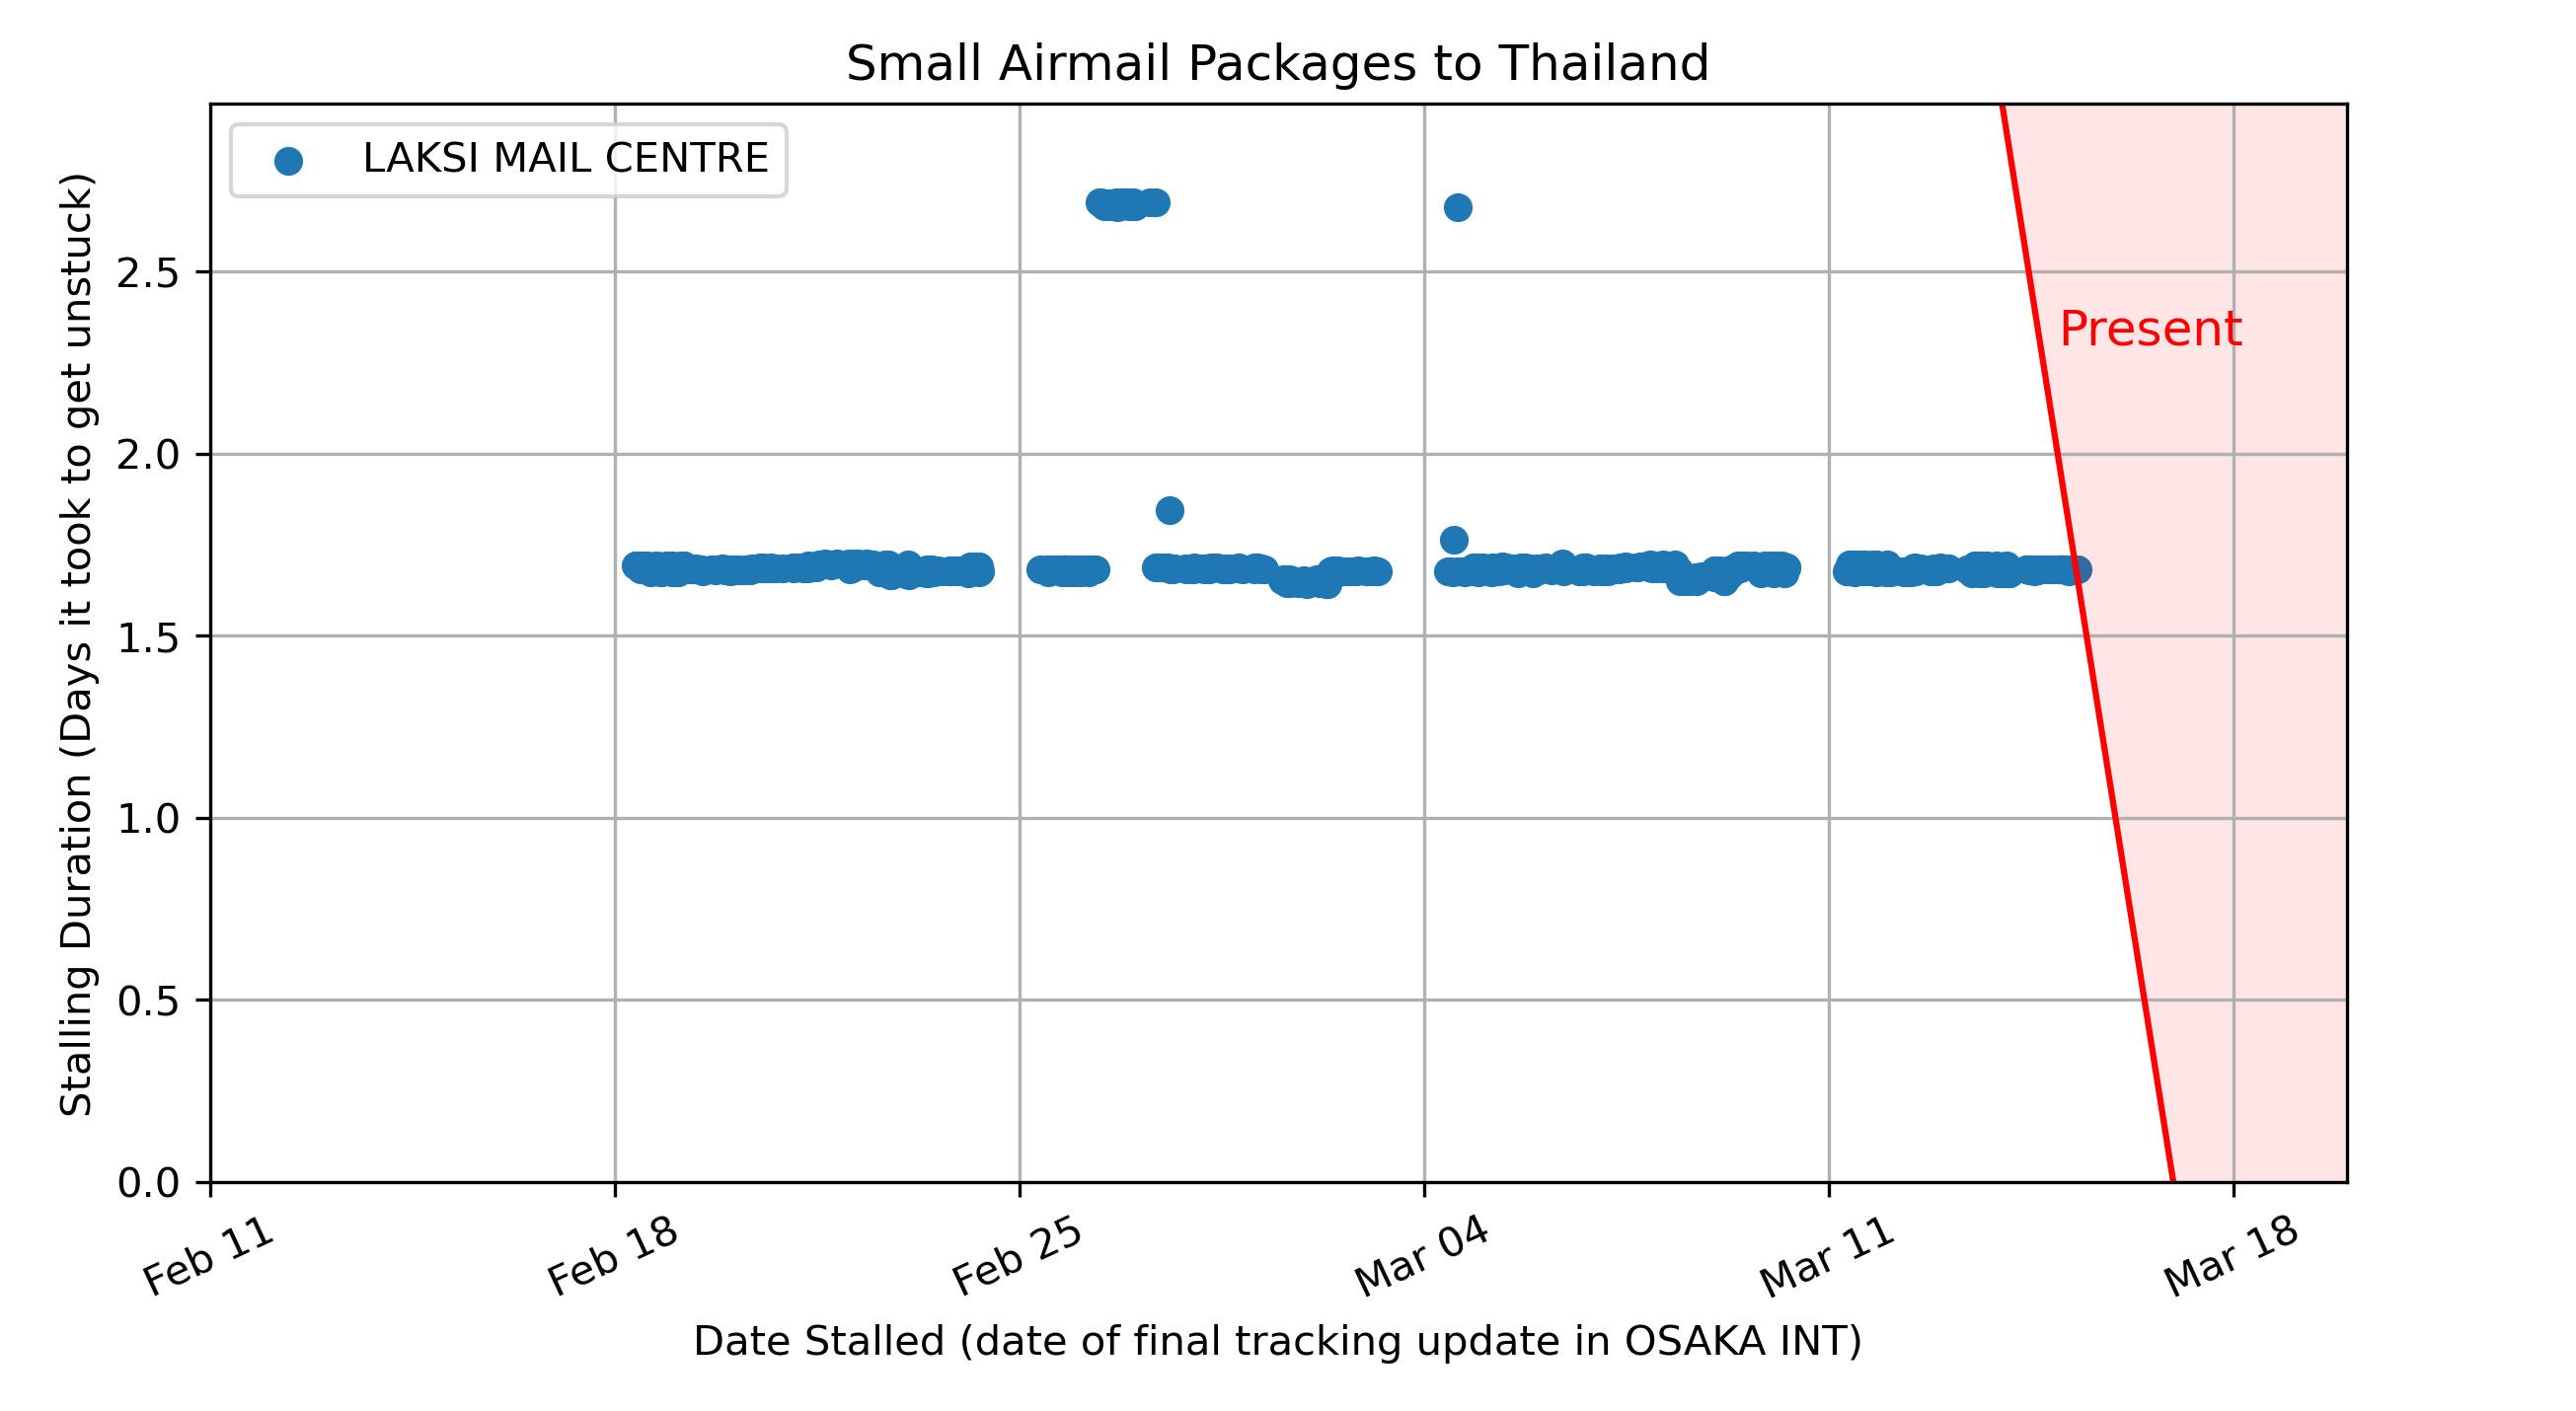 Small Airmail Packages to Thailand
LAKSI MAIL CENTRE
Present
Stalling Duration (Days it took to get unstuck)
2.5
2.0
1.5
1.0
0.5
0.0
Feb 11
Feb 18
Feb 25
Mar 04
Mar 11
Mar 18
Date Stalled (date of final tracking update in OSAKA INT)